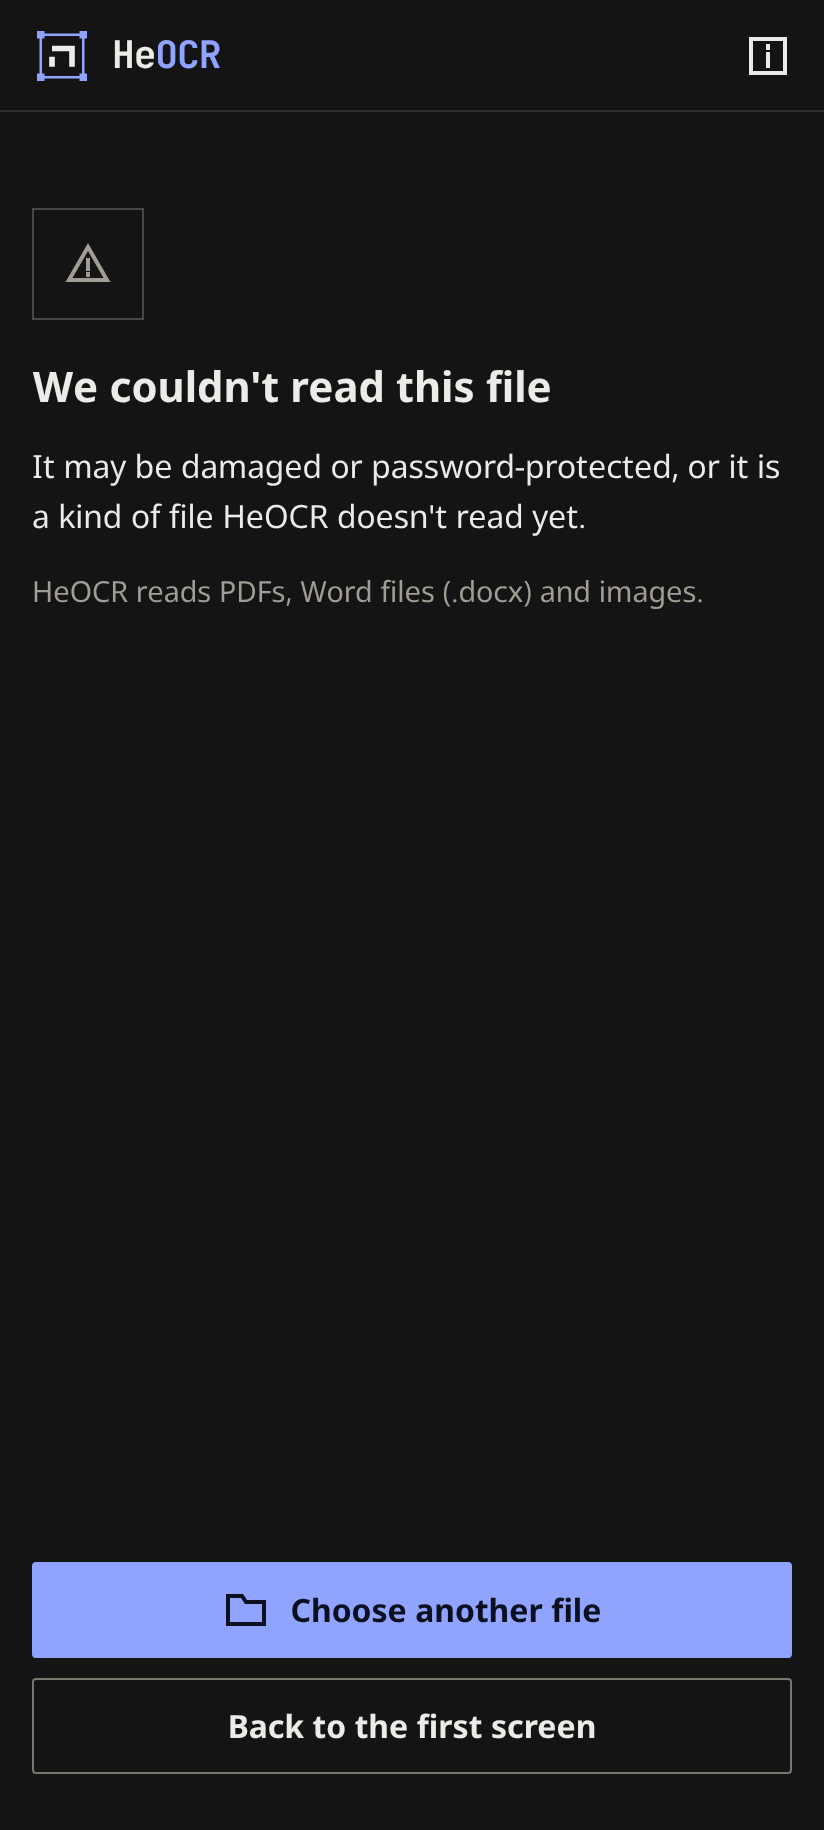 HeOCR
We couldn't read this file
It may be damaged or password-protected, or it is
a kind of file HeOCR doesn't read yet.
HeOCR reads PDFs, Word files (.docx) and images.
Choose another file
Back to the first screen